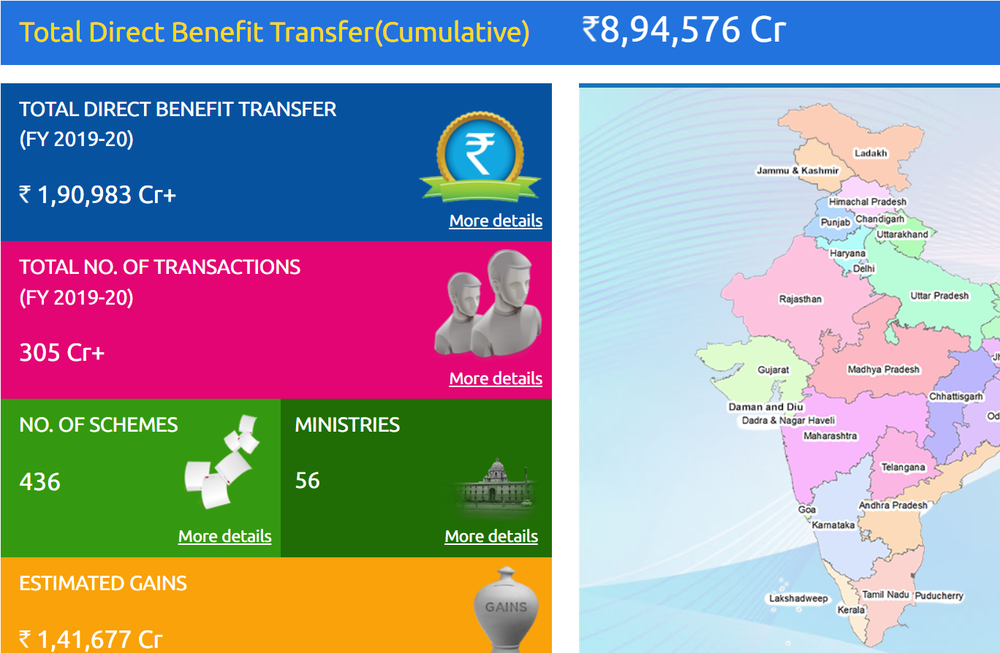 Total Direct Benefit Transfer(Cumulative) ₹8,94,576 Cr
TOTAL DIRECT BENEFIT TRANSFER
(FY 2019-20)
₹ 1,90,983 Cr+
More details
TOTAL NO. OF TRANSACTIONS
(FY 2019-20)
305 Cr+
More details
NO. OF SCHEMES
436
More details
MINISTRIES
56
More details
ESTIMATED GAINS
₹ 1,41,677 Cr
GAINS
Ladakh
Jammu & Kashmir
Himachal Pradesh
Punjab
Chandigarh
Uttarakhand
Haryana
Delhi
Rajasthan
Uttar Pradesh
Gujarat
Madhya Pradesh
Jh
Chhattisgarh
Daman and Diu
Od
Dadra & Nagar Haveli
Maharashtra
Telangana
Goa
Andhra Pradesh
Karnataka
Lakshadweep
Tamil Nadu
Puducherry
Kerala